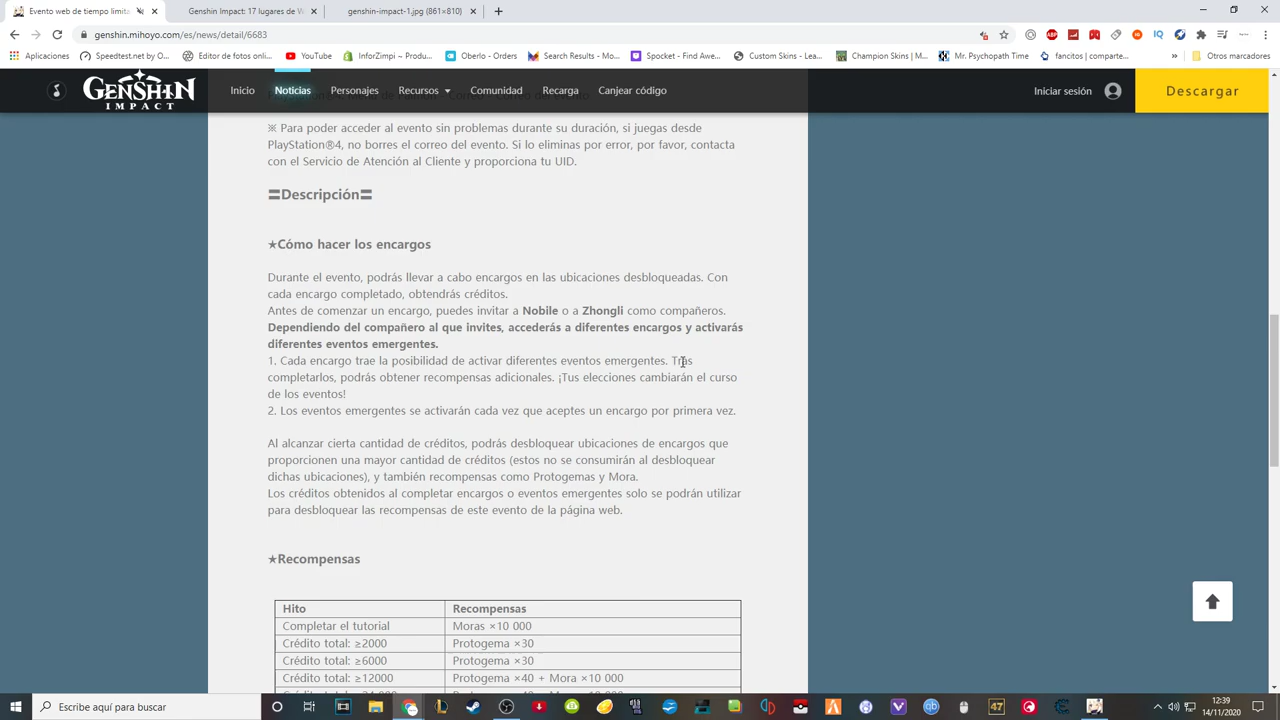 Evento web de tiempo limita
Genshin Impact: 17 lugares de V
genshin-impact-1.jpg (861×810)
genshin.mihoyo.com/es/news/detail/6683
Aplicaciones
Speedtest.net by O...
Editor de fotos onlin...
YouTube
InforZimpi | Product...
Oberlo - Orders
Search Results - Mo...
Spocket - Find Awes...
Custom Skins - Lea...
Champion Skins | M...
Mr. Psychopath Time
fancitos | comparte...
Otros marcadores
GENSHIN
IMPACT
Inicio
Noticias
Personajes
Recursos
Comunidad
Recarga
Canjear código
Iniciar sesión
Descargar
※ Para poder acceder al evento sin problemas durante su duración, si juegas desde
PlayStation®4, no borres el correo del evento. Si lo eliminas por error, por favor, contacta
con el Servicio de Atención al Cliente y proporciona tu UID.
〓Descripción〓
★Cómo hacer los encargos
Durante el evento, podrás llevar a cabo encargos en las ubicaciones desbloqueadas. Con
cada encargo completado, obtendrás créditos.
Antes de comenzar un encargo, puedes invitar a Nobile o a Zhongli como compañeros.
Dependiendo del compañero al que invites, accederás a diferentes encargos y activarás
diferentes eventos emergentes.
1. Cada encargo trae la posibilidad de activar diferentes eventos emergentes. Tras
completarlos, podrás obtener recompensas adicionales. ¡Tus elecciones cambiarán el curso
de los eventos!
2. Los eventos emergentes se activarán cada vez que aceptes un encargo por primera vez.
Al alcanzar cierta cantidad de créditos, podrás desbloquear ubicaciones de encargos que
proporcionen una mayor cantidad de créditos (estos no se consumirán al desbloquear
dichas ubicaciones), y también recompensas como Protogemas y Mora.
Los créditos obtenidos al completar encargos o eventos emergentes solo se podrán utilizar
para desbloquear las recompensas de este evento de la página web.
★Recompensas
Hito Recompensas
Completar el tutorial Moras ×10 000
Crédito total: ≥2000 Protogema ×30
Crédito total: ≥6000 Protogema ×30
Crédito total: ≥12000 Protogema ×40 + Mora ×10 000
Escribe aquí para buscar
12:39
14/11/2020